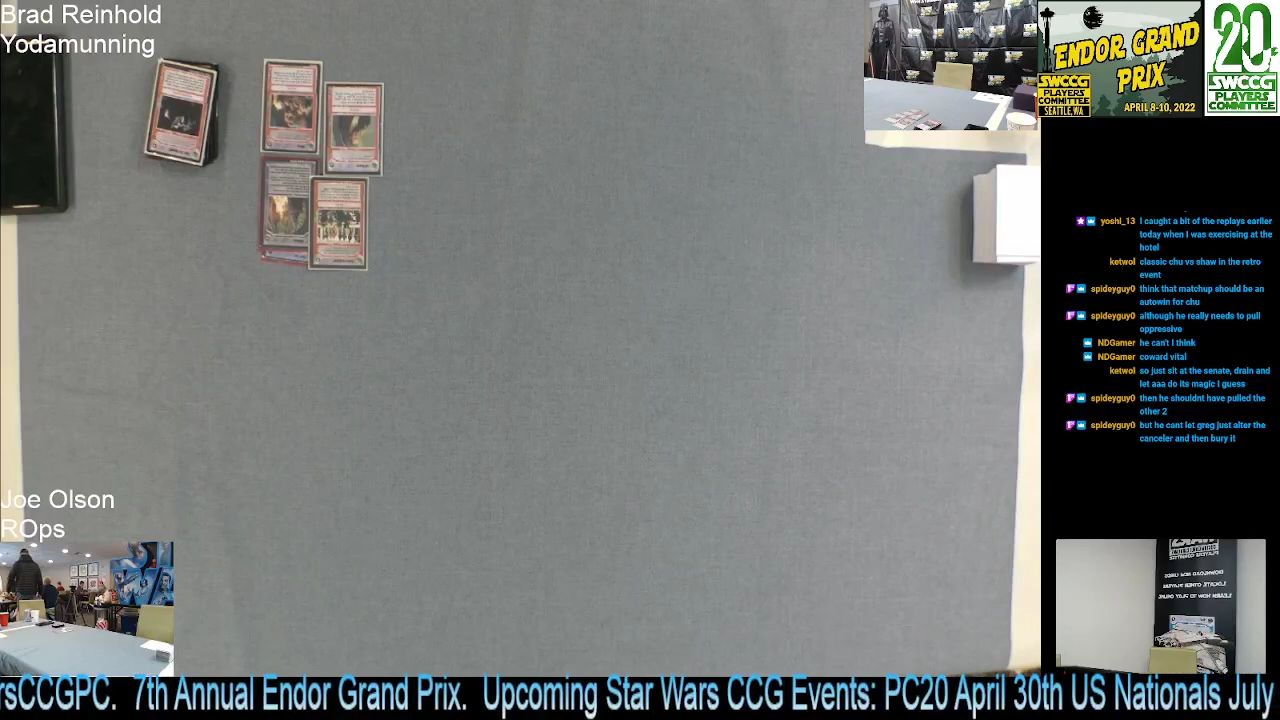 Brad Reinhold
Yodamunning
ENDOR GRAND
PRIX
SWCCG
PLAYERS
COMMITTEE
SEATTLE,WA
APRIL 8-10, 2022
20
SWCCG
PLAYERS
COMMITTEE
yoshi_13 I caught a bit of the replays earlier
today when I was exercising at the
hotel
ketwol classic chu vs shaw in the retro
event
spideyguy0 think that matchup should be an
autowin for chu
spideyguy0 although he really needs to pull
oppressive
NDGamer he can't I think
NDGamer coward vital
ketwol so just sit at the senate, drain and
let aaa do its magic I guess
spideyguy0 then he shouldnt have pulled the
other 2
spideyguy0 but he cant let greg just alter the
canceler and then bury it
Joe Olson
ROps
rsCCGPC. 7th Annual Endor Grand Prix. Upcoming Star Wars CCG Events: PC20 April 30th US Nationals July